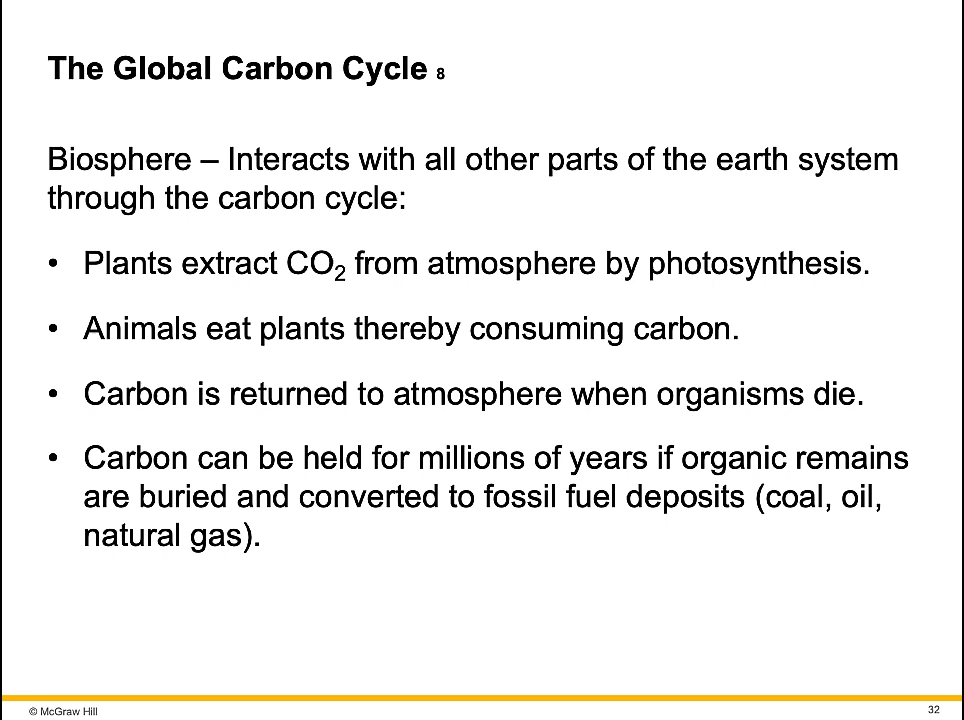 The Global Carbon Cycle 8
Biosphere – Interacts with all other parts of the earth system
through the carbon cycle:
• Plants extract CO₂ from atmosphere by photosynthesis.
• Animals eat plants thereby consuming carbon.
• Carbon is returned to atmosphere when organisms die.
• Carbon can be held for millions of years if organic remains
are buried and converted to fossil fuel deposits (coal, oil,
natural gas).
© McGraw Hill
32